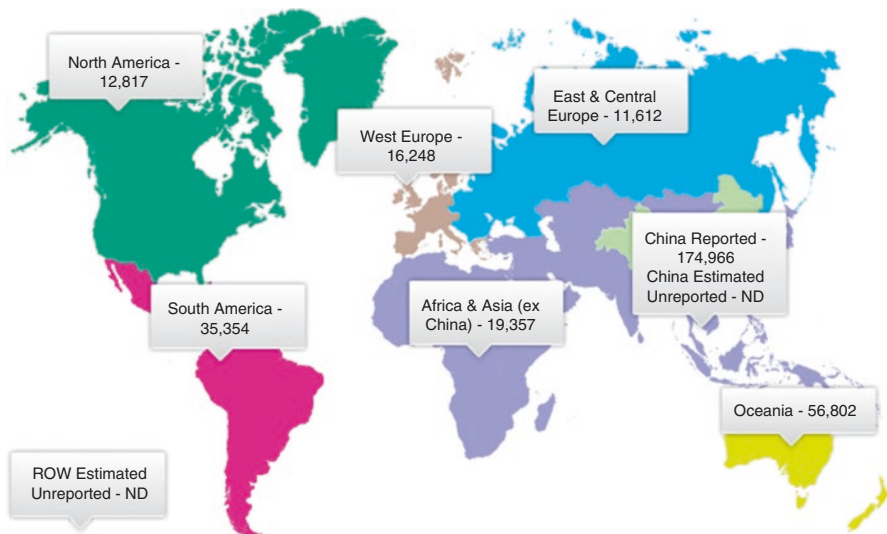 North America -
12,817
East & Central
Europe - 11,612
West Europe -
16,248
China Reported -
174,966
China Estimated
Unreported - ND
South America -
35,354
Africa & Asia (ex
China) - 19,357
Oceania - 56,802
ROW Estimated
Unreported - ND